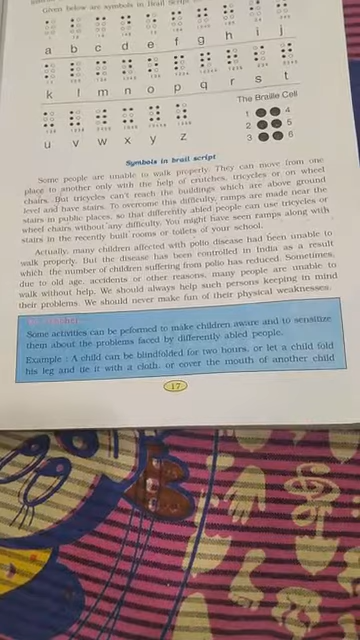 Given below are symbols in Brail Script
a b c d e f g h i j
k l m n o p q r s t
u v w x y z
The Braille Cell
1 4
2 5
3 6
Symbols in brail script
Some people are unable to walk properly. They can move from one
place to another only with the help of crutches, tricycles or on wheel
chairs. But tricycles can't reach the buildings which are above ground
level and have stairs. To overcome this difficulty, ramps are made near the
stairs in public places, so that differently abled people can use tricycles or
wheel chairs without any difficulty. You might have seen ramps along with
stairs in the recently built rooms or toilets of your school.
Actually, many children affected with polio disease had been unable to
walk properly. But the disease has been controlled in India as a result
which the number of children suffering from polio has reduced. Sometimes,
due to old age, accidents or other reasons, many people are unable to
walk without help. We should always help such persons keeping in mind
their problems. We should never make fun of their physical weaknesses.
Some activities can be peformed to make children aware and to sensitize
them about the problems faced by differently abled people.
Example : A child can be blindfolded for two hours, or let a child fold
his leg and tie it with a cloth, or cover the mouth of another child
17